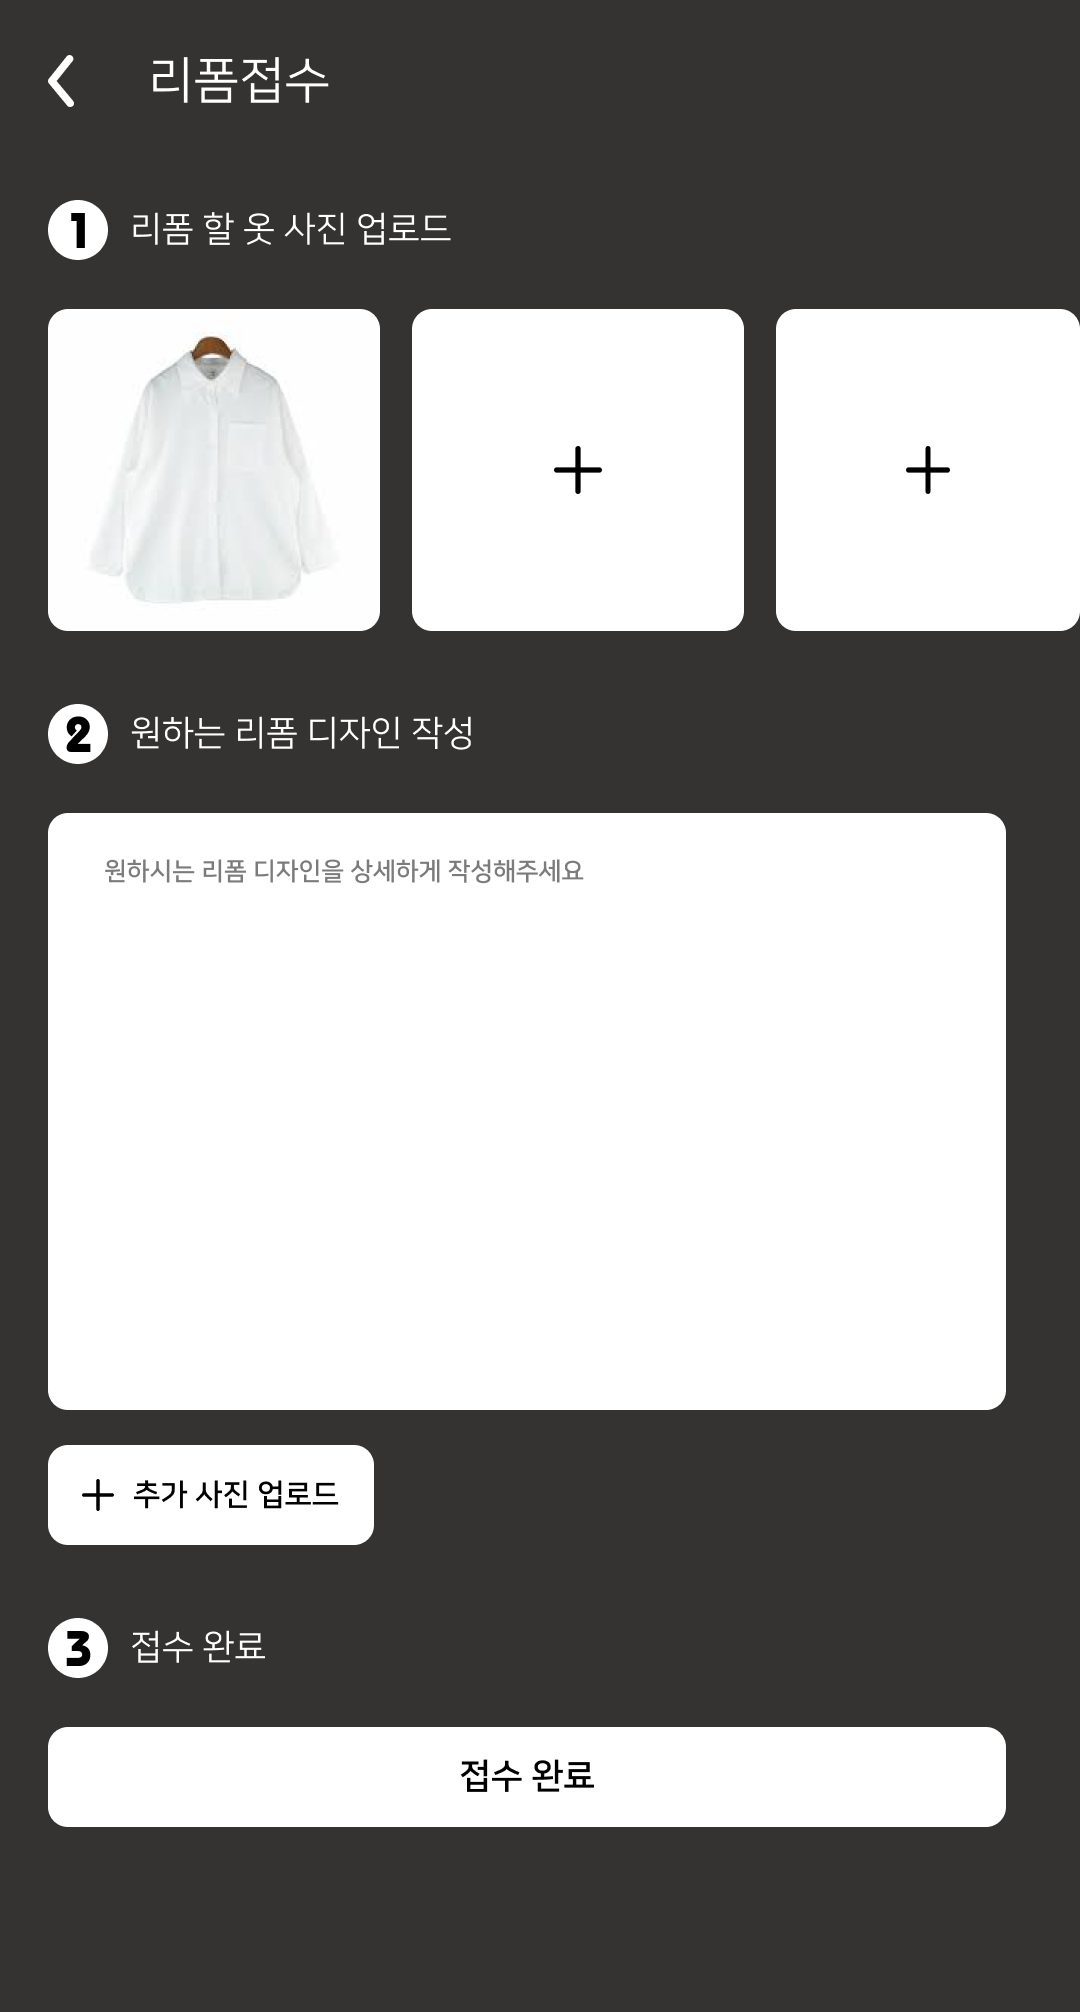 리폼접수
1 리폼 할 옷 사진 업로드
2 원하는 리폼 디자인 작성
원하시는 리폼 디자인을 상세하게 작성해주세요
추가 사진 업로드
3 접수 완료
접수 완료